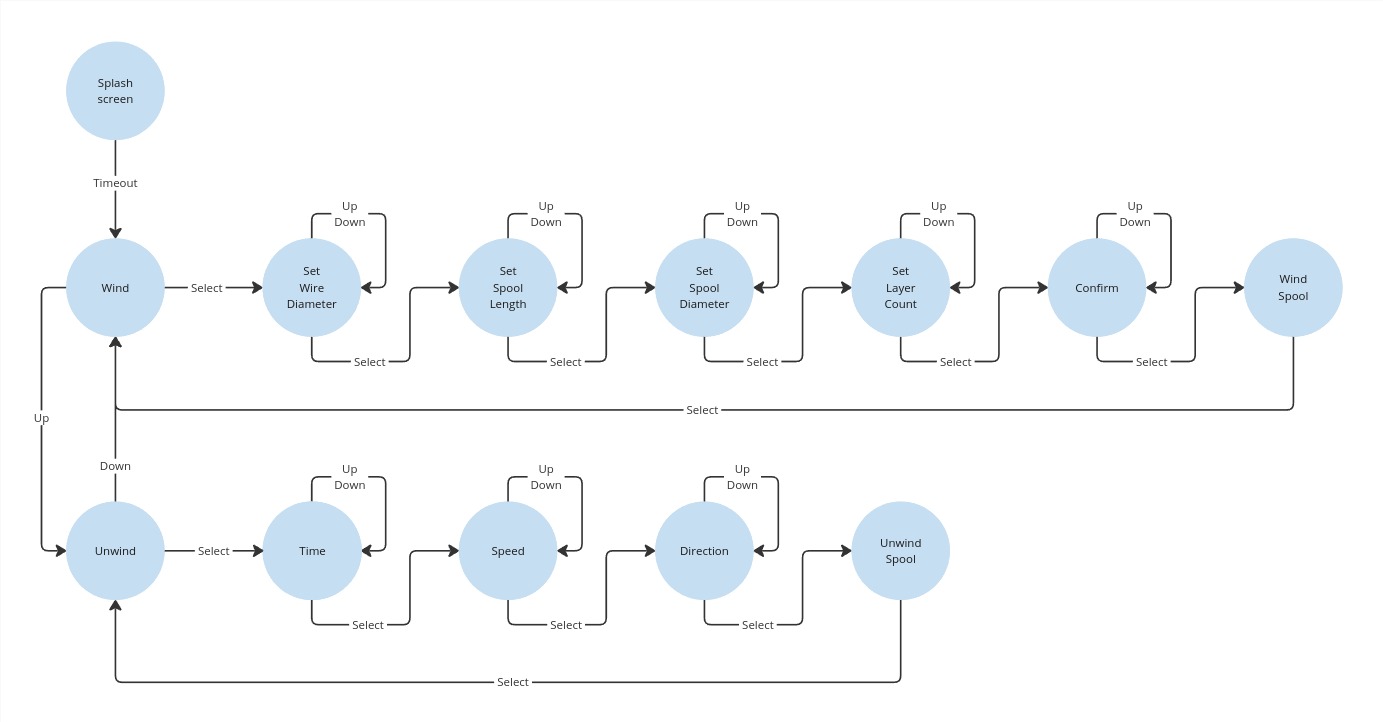 Splash
screen
Timeout
Up
Down
Up
Down
Up
Down
Up
Down
Up
Down
Wind
Select
Set
Wire
Diameter
Set
Spool
Length
Set
Spool
Diameter
Set
Layer
Count
Confirm
Wind
Spool
Select
Select
Select
Select
Select
Select
Up
Down
Up
Down
Up
Down
Up
Down
Unwind
Select
Time
Speed
Direction
Unwind
Spool
Select
Select
Select
Select